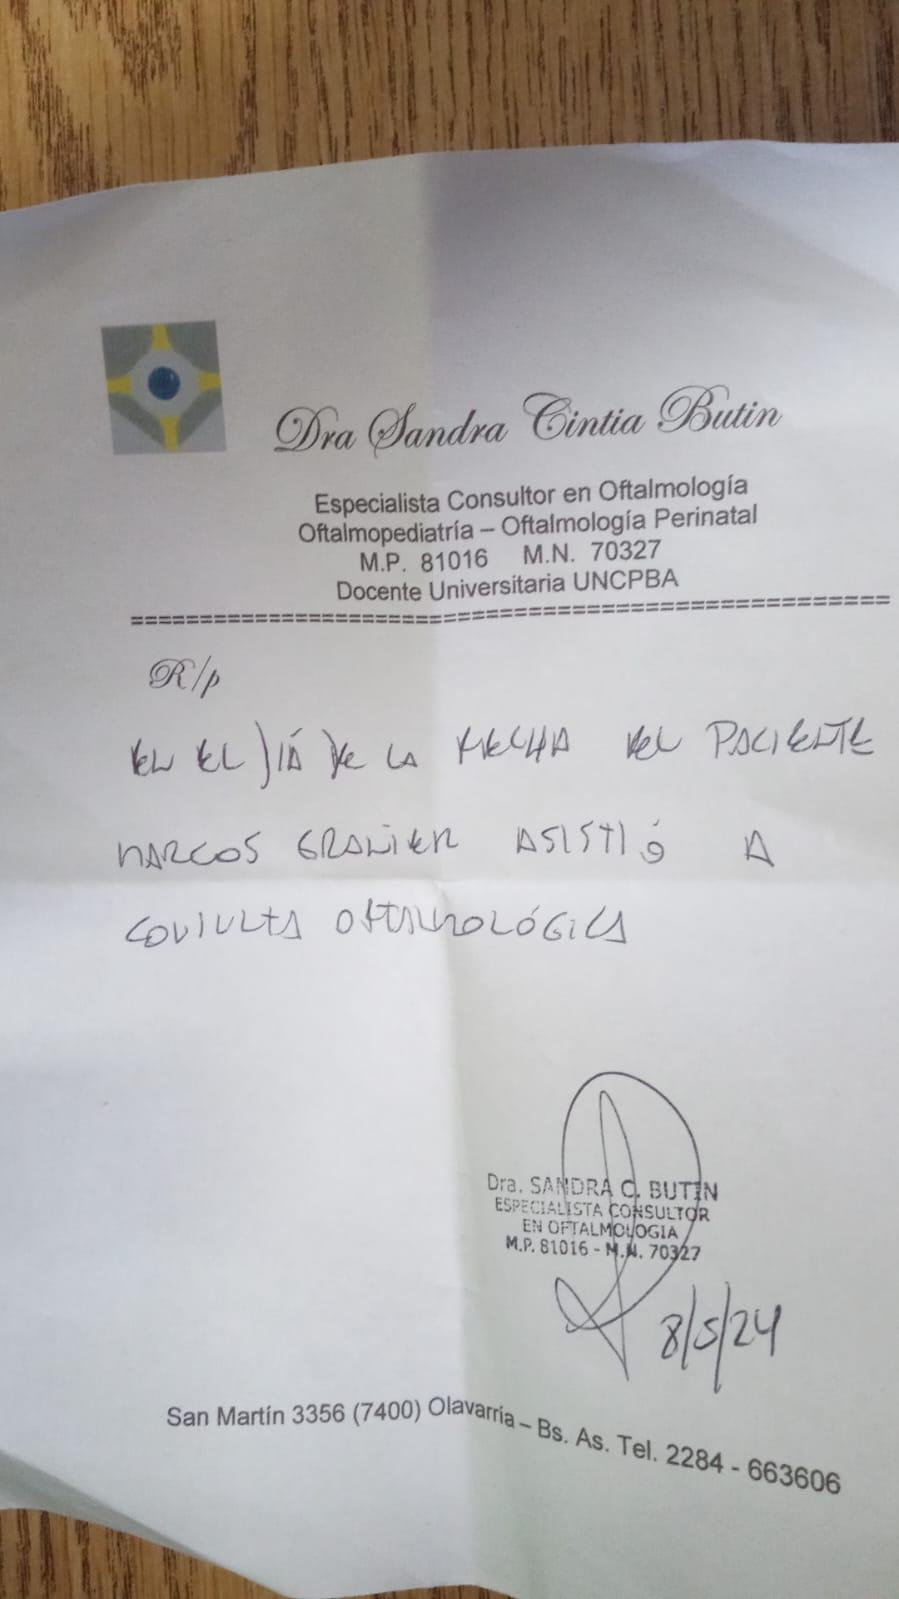 Dra Sandra Cintia Butin
Especialista Consultor en Oftalmología
Oftalmopediatría – Oftalmología Perinatal
M.P. 81016 M.N. 70327
Docente Universitaria UNCPBA
R/p
EN EL DÍA DE LA FECHA EL PACIENTE
MARCOS ASISTIÓ A
CONSULTA OFTALMOLÓGICA
Dra. SANDRA C. BUTIN
ESPECIALISTA CONSULTOR
EN OFTALMOLOGIA
M.P. 81016 - M.N. 70327
8/5/24
San Martín 3356 (7400) Olavarría – Bs. As. Tel. 2284 - 663606